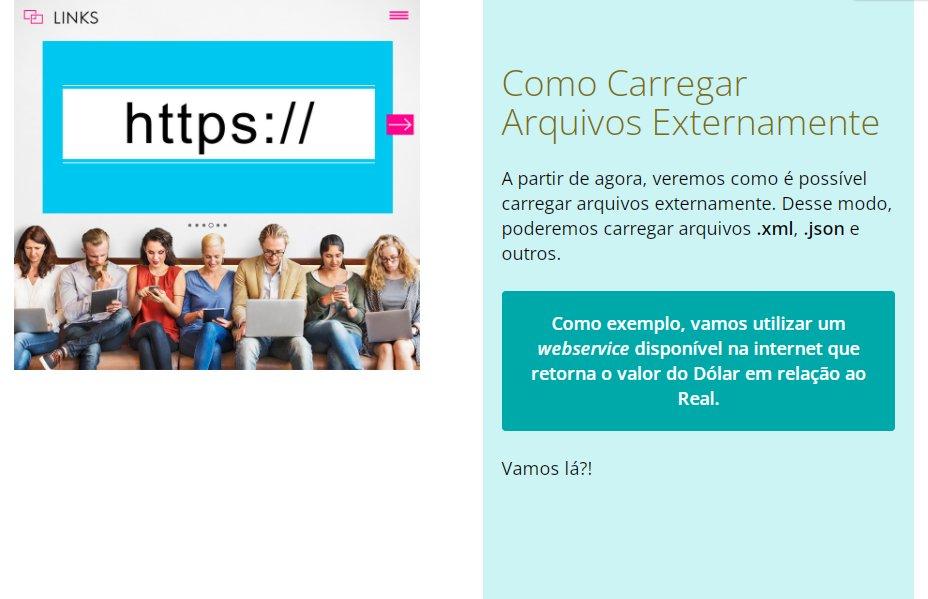 LINKS
https://
Como Carregar
Arquivos Externamente
A partir de agora, veremos como é possível
carregar arquivos externamente. Desse modo,
poderemos carregar arquivos .xml, .json e
outros.
Como exemplo, vamos utilizar um
webservice disponível na internet que
retorna o valor do Dólar em relação ao
Real.
Vamos lá?!